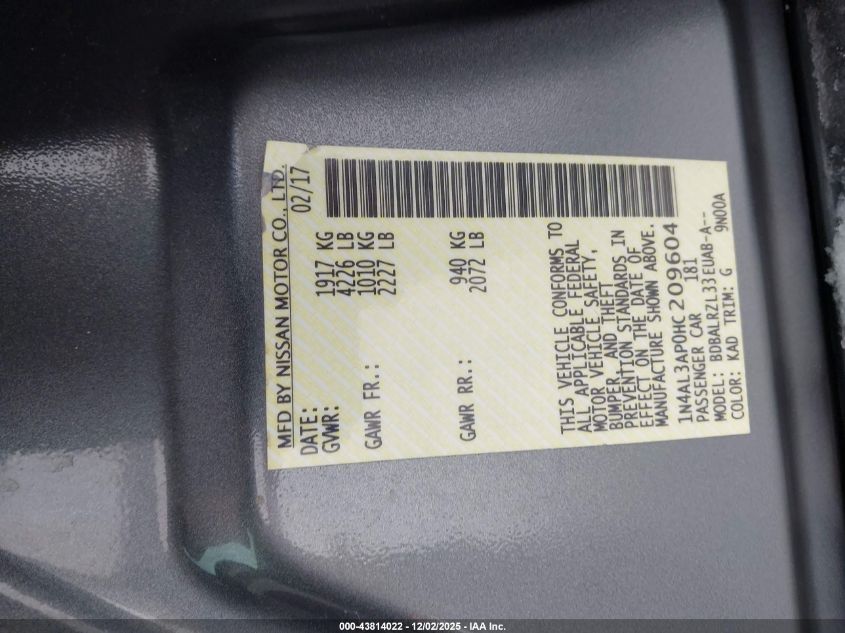 MFD BY NISSAN MOTOR CO., LTD.
DATE: 02/17
GVWR: 1917 KG
4226 LB
GAWR FR.: 1010 KG
2227 LB
GAWR RR.: 940 KG
2072 LB
THIS VEHICLE CONFORMS TO
ALL APPLICABLE FEDERAL
MOTOR VEHICLE SAFETY,
BUMPER, AND THEFT
PREVENTION STANDARDS IN
EFFECT ON THE DATE OF
MANUFACTURE SHOWN ABOVE.
1N4AL3AP0HC209604
PASSENGER CAR 181
MODEL: BDBALRZL33EUAB-A--
COLOR: KAD TRIM: G 9N00A
000-43814022 - 12/02/2025 - IAA Inc.